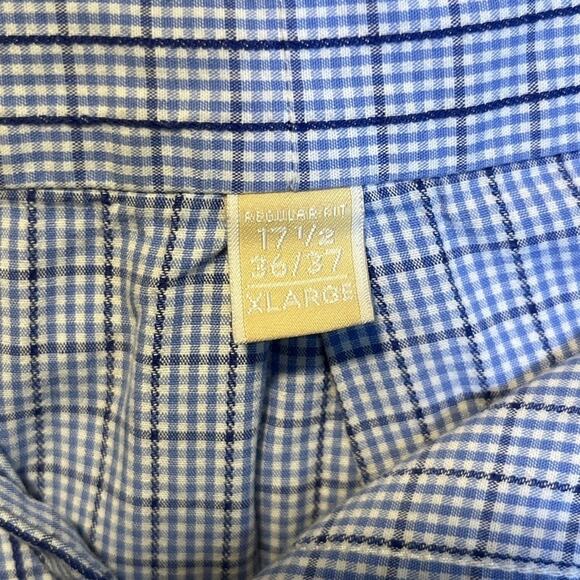 REGULAR FIT
17 1/2
36/37
XLARGE